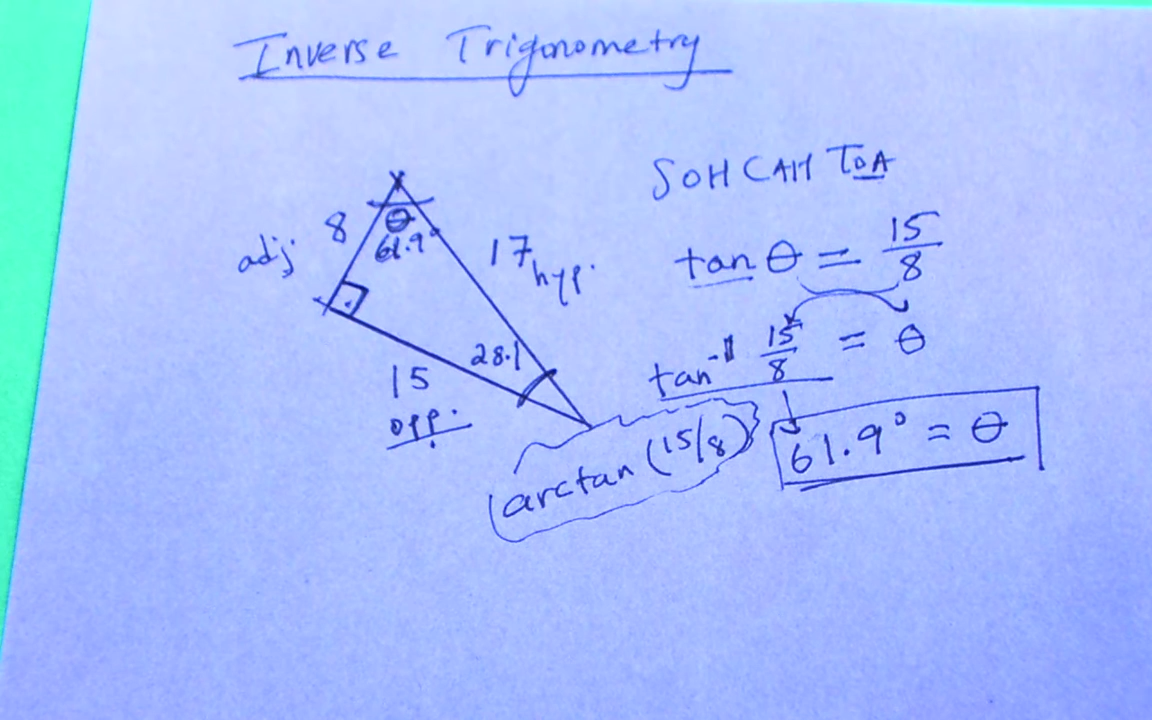 Inverse Trigonometry
SOH CAH TOA
θ
8
61.9°
adj
17
hyp.
tan θ = 15/8
28.1
tan⁻¹ 15/8 = θ
15
opp.
arctan (15/8)
61.9° = θ